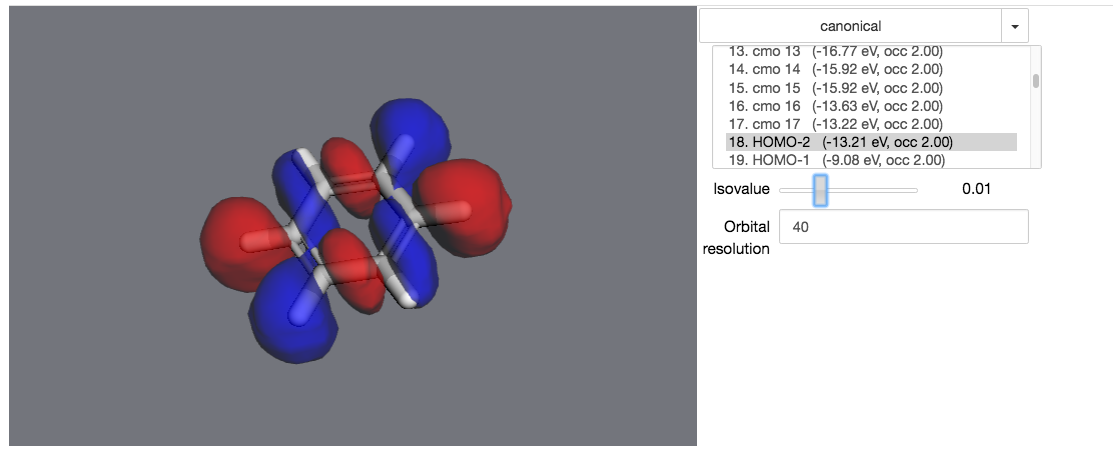 canonical
13. cmo 13 (-16.77 eV, occ 2.00)
14. cmo 14 (-15.92 eV, occ 2.00)
15. cmo 15 (-15.92 eV, occ 2.00)
16. cmo 16 (-13.63 eV, occ 2.00)
17. cmo 17 (-13.22 eV, occ 2.00)
18. HOMO-2 (-13.21 eV, occ 2.00)
19. HOMO-1 (-9.08 eV, occ 2.00)
Isovalue 0.01
Orbital 40
resolution